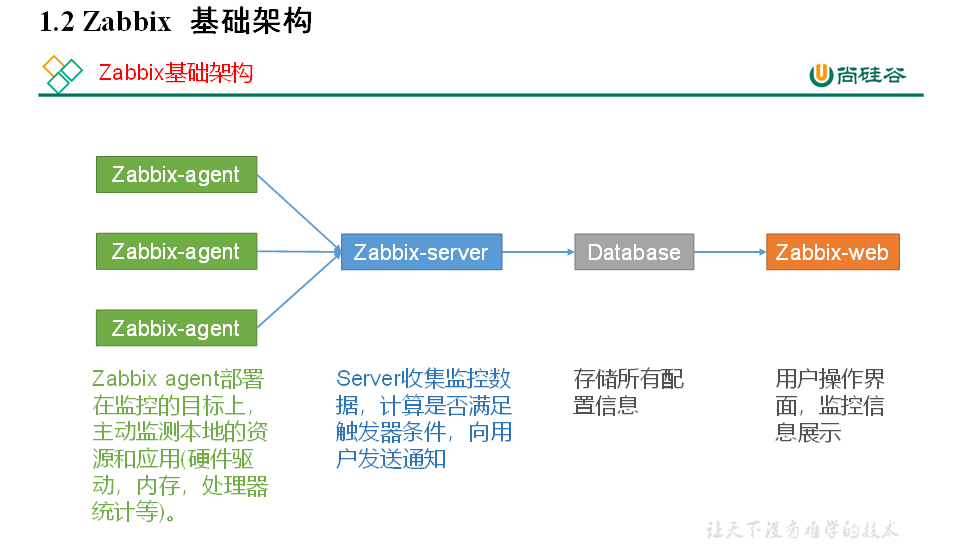 1.2 Zabbix 基础架构
Zabbix基础架构
尚硅谷
Zabbix-agent
Zabbix-agent
Zabbix-server
Database
Zabbix-web
Zabbix-agent
Zabbix agent部署
在监控的目标上，
主动监测本地的资
源和应用(硬件驱
动，内存，处理器
统计等)。
Server收集监控数
据，计算是否满足
触发器条件，向用
户发送通知
存储所有配
置信息
用户操作界
面，监控信
息展示
让天下没有难学的技术